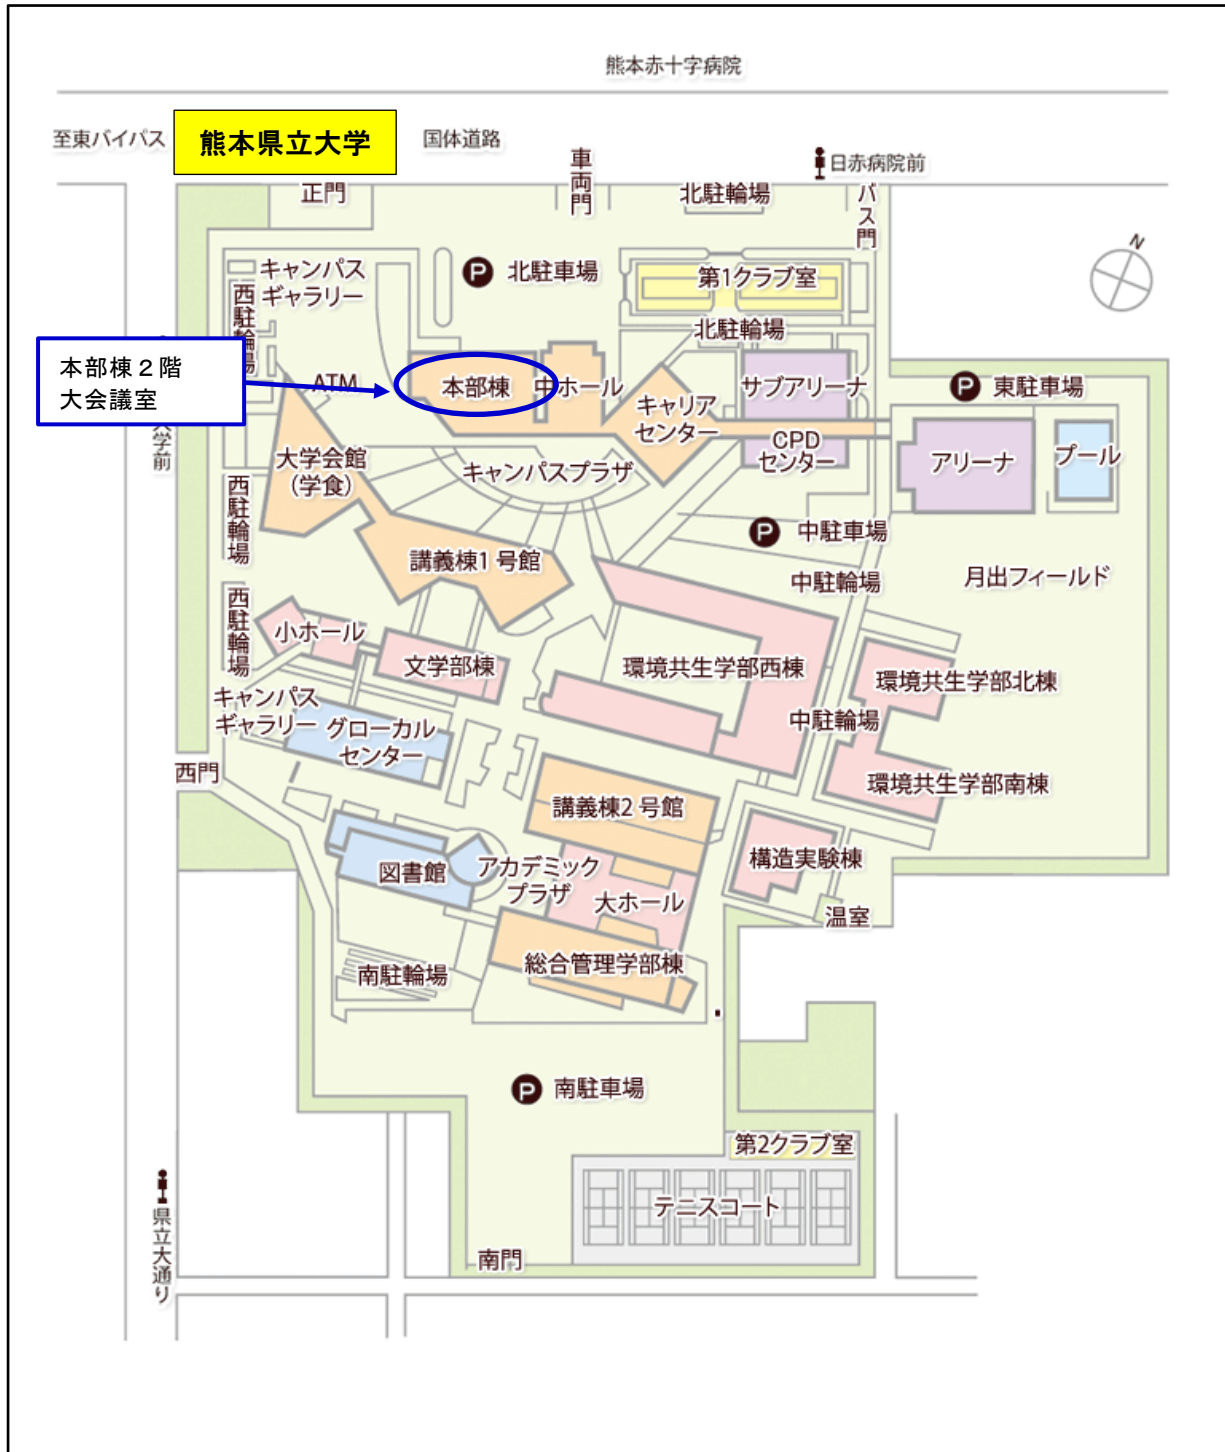 熊本赤十字病院
至東バイパス
熊本県立大学
国体道路
車両門
日赤病院前
正門
北駐輪場
バス門
N
キャンパス
ギャラリー
P 北駐車場
第1クラブ室
西駐輪場
北駐輪場
本部棟2階
大会議室
ATM
本部棟
中ホール
キャリア
センター
サブアリーナ
P 東駐車場
学前
大学会館
(学食)
キャンパスプラザ
CPD
センター
アリーナ
プール
西駐輪場
P 中駐車場
講義棟1号館
中駐輪場
月出フィールド
西駐輪場
小ホール
文学部棟
環境共生学部西棟
環境共生学部北棟
キャンパス
ギャラリー
グローカル
センター
中駐輪場
西門
環境共生学部南棟
講義棟2号館
図書館
アカデミック
プラザ
構造実験棟
大ホール
温室
南駐輪場
総合管理学部棟
P 南駐車場
第2クラブ室
テニスコート
県立大通り
南門